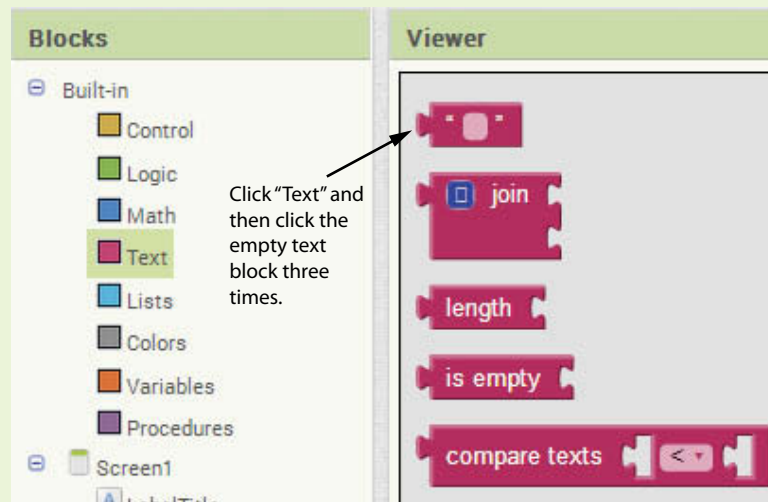 Blocks
Viewer
Built-in
Control
Logic
Math
Text
Lists
Colors
Variables
Procedures
Screen1
LabelTitle
Click “Text” and
then click the
empty text
block three
times.
“ ”
join
length
is empty
compare texts <